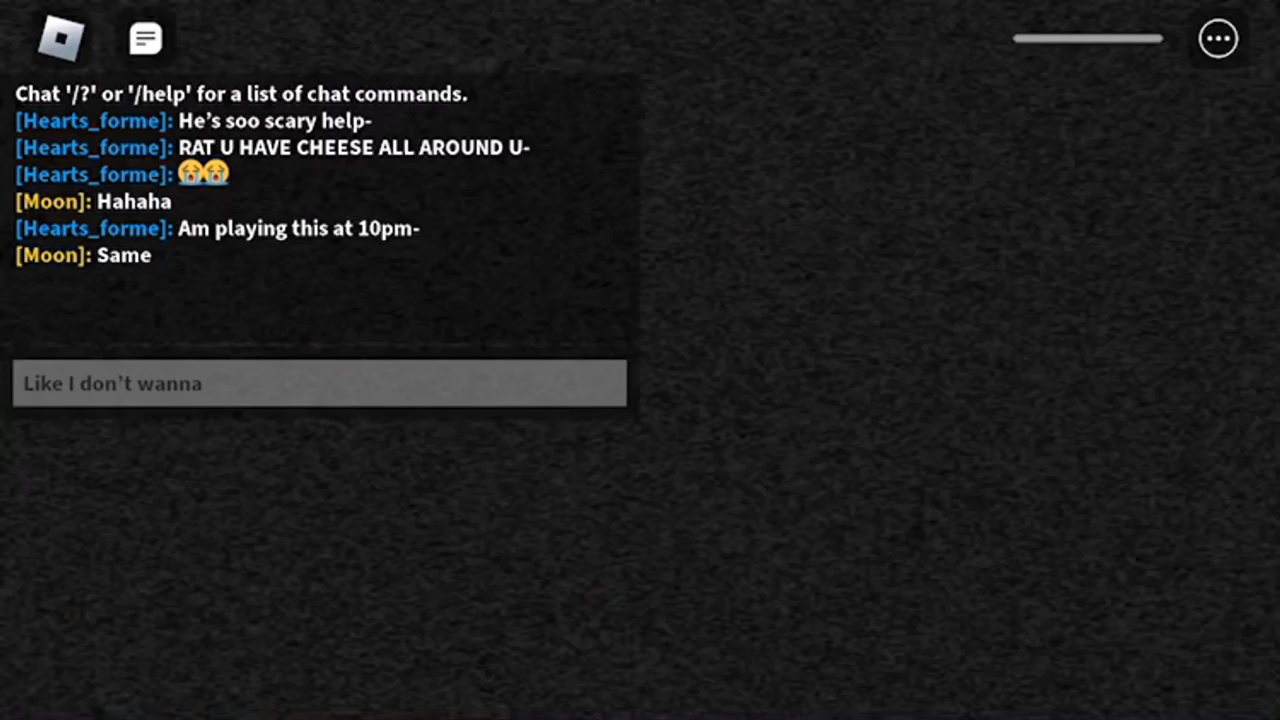 Chat '/?' or '/help' for a list of chat commands.
[Hearts_forme]: He’s soo scary help-
[Hearts_forme]: RAT U HAVE CHEESE ALL AROUND U-
[Hearts_forme]: 😭😭
[Moon]: Hahaha
[Hearts_forme]: Am playing this at 10pm-
[Moon]: Same
Like I don’t wanna